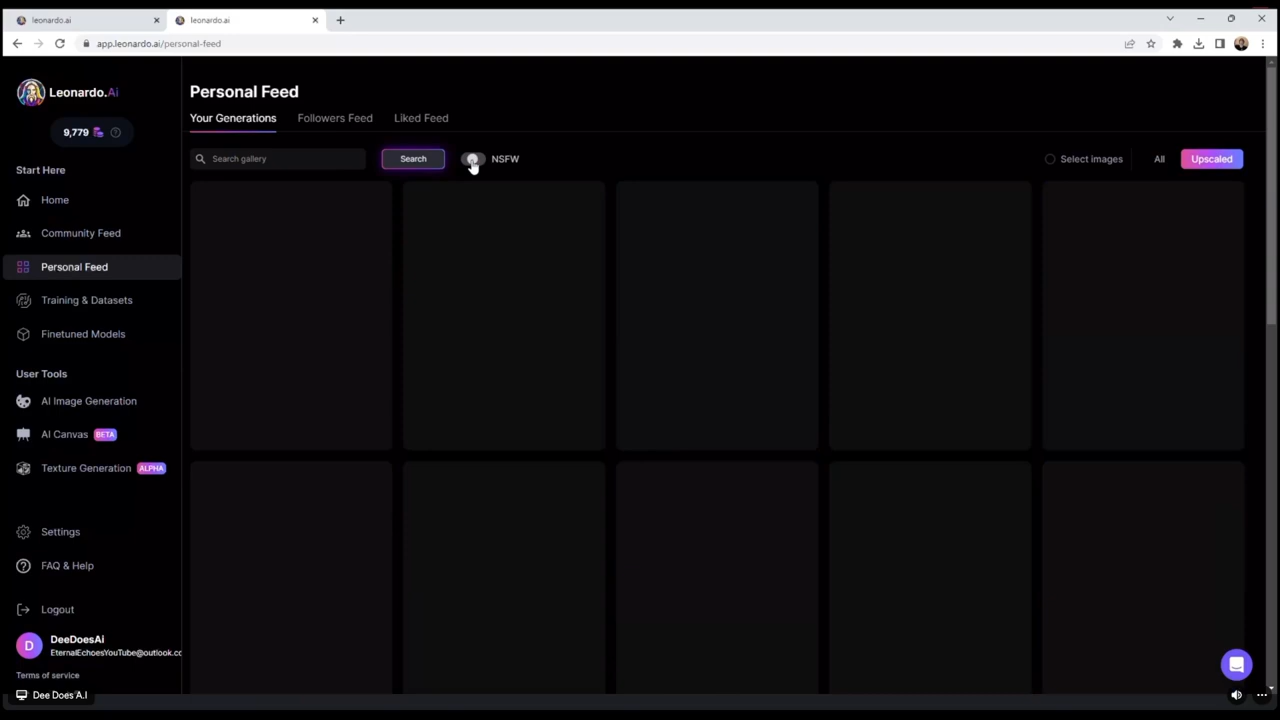 leonardo.ai
leonardo.ai
app.leonardo.ai/personal-feed
Leonardo.Ai
9,779
Start Here
Home
Community Feed
Personal Feed
Training & Datasets
Finetuned Models
User Tools
AI Image Generation
AI Canvas BETA
Texture Generation ALPHA
Settings
FAQ & Help
Logout
D
DeeDoesAi
EternalEchoesYouTube@outlook.cc
Terms of service
Dee Does A.I
Personal Feed
Your Generations Followers Feed Liked Feed
Search gallery Search NSFW Select images All Upscaled